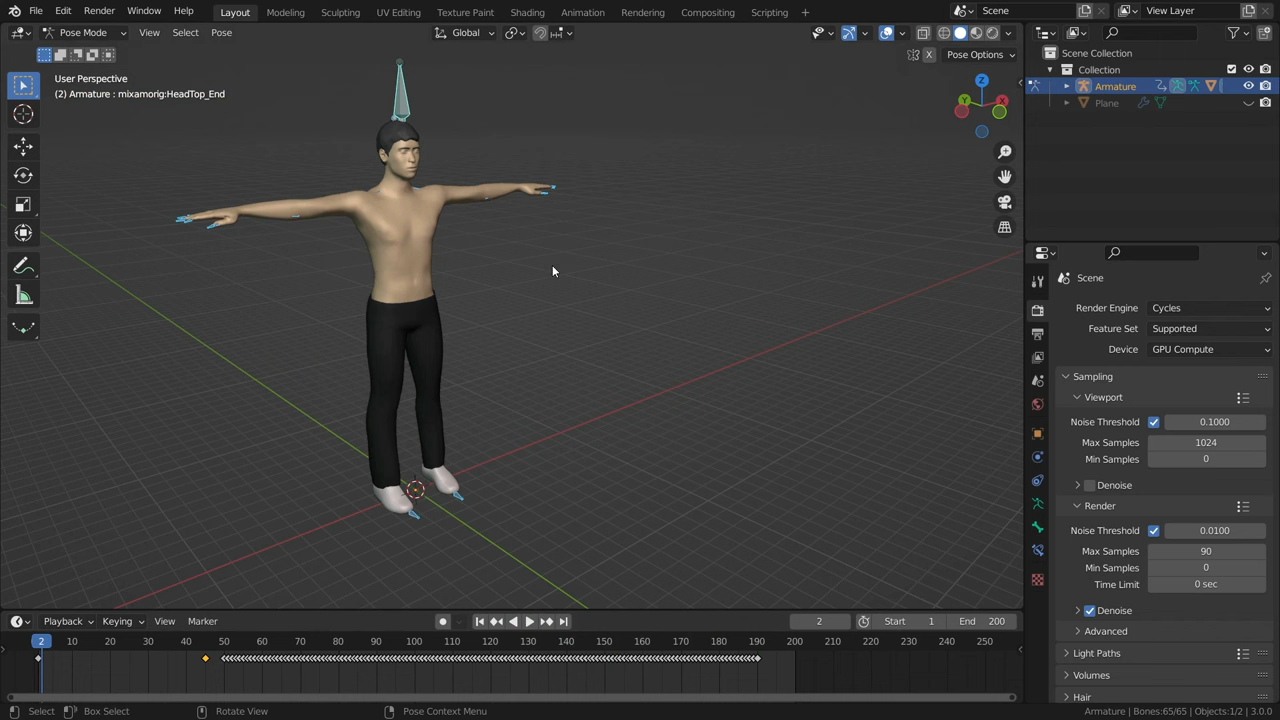 File Edit Render Window Help Layout Modeling Sculpting UV Editing Texture Paint Shading Animation Rendering Compositing Scripting + Scene View Layer
Pose Mode View Select Pose Global
X Pose Options
User Perspective
(2) Armature : mixamorig:HeadTop_End
Z
Y X
Scene Collection
Collection
Armature
Plane
Scene
Render Engine Cycles
Feature Set Supported
Device GPU Compute
Sampling
Viewport
Noise Threshold 0.1000
Max Samples 1024
Min Samples 0
Denoise
Render
Noise Threshold 0.0100
Max Samples 90
Min Samples 0
Time Limit 0 sec
Denoise
Advanced
Light Paths
Volumes
Hair
Playback Keying View Marker 2 Start 1 End 200
2 10 20 30 40 50 60 70 80 90 100 110 120 130 140 150 160 170 180 190 200 210 220 230 240 250
Select Box Select Rotate View Pose Context Menu Armature | Bones:65/65 | Objects:1/2 | 3.0.0